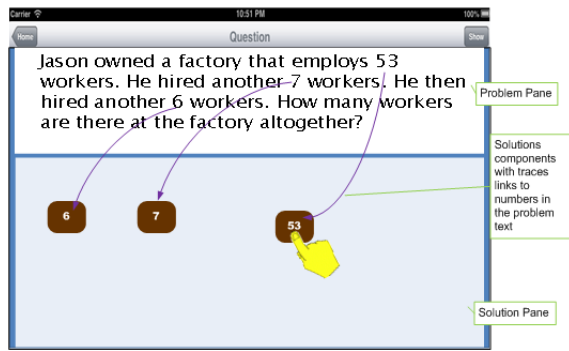 Carrier 10:51 PM 100%
Home Question Show
Jason owned a factory that employs 53
workers. He hired another 7 workers. He then
hired another 6 workers. How many workers
are there at the factory altogether?
Problem Pane
Solutions
components
with traces
links to
numbers in
the problem
text
6 7 53
Solution Pane